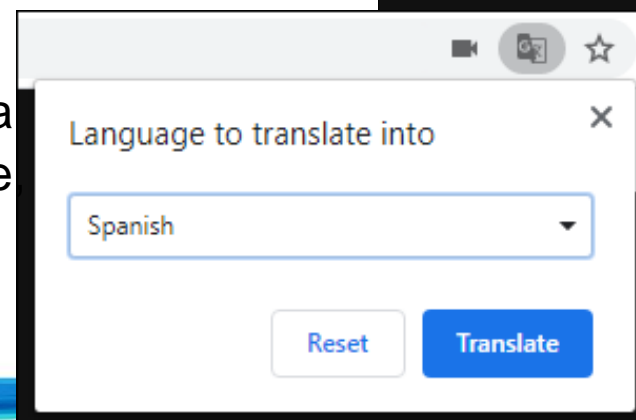 a
Language to translate into
e,
Spanish
Reset Translate